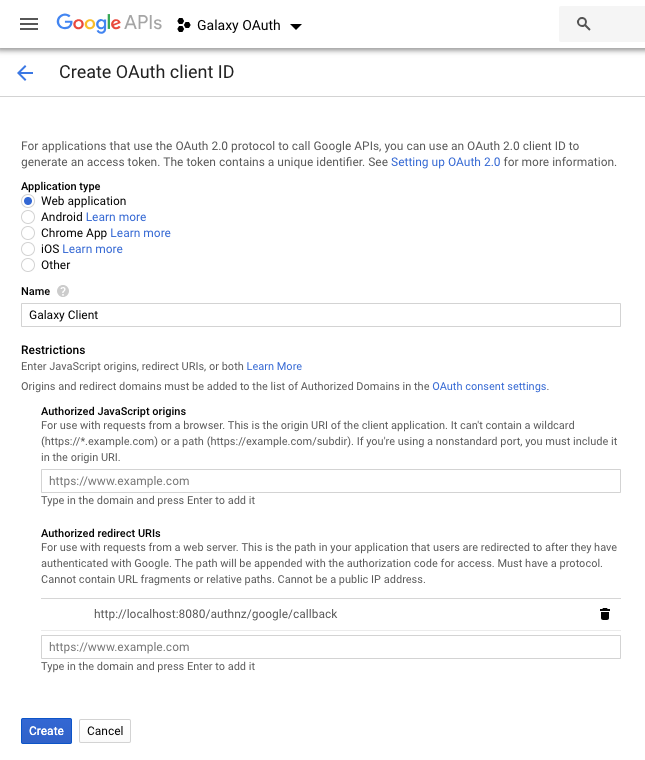 Google APIs Galaxy OAuth
Create OAuth client ID
For applications that use the OAuth 2.0 protocol to call Google APIs, you can use an OAuth 2.0 client ID to
generate an access token. The token contains a unique identifier. See Setting up OAuth 2.0 for more information.
Application type
Web application
Android Learn more
Chrome App Learn more
iOS Learn more
Other
Name ?
Galaxy Client
Restrictions
Enter JavaScript origins, redirect URIs, or both Learn More
Origins and redirect domains must be added to the list of Authorized Domains in the OAuth consent settings.
Authorized JavaScript origins
For use with requests from a browser. This is the origin URI of the client application. It can't contain a wildcard
(https://*.example.com) or a path (https://example.com/subdir). If you're using a nonstandard port, you must include it
in the origin URI.
https://www.example.com
Type in the domain and press Enter to add it
Authorized redirect URIs
For use with requests from a web server. This is the path in your application that users are redirected to after they have
authenticated with Google. The path will be appended with the authorization code for access. Must have a protocol.
Cannot contain URL fragments or relative paths. Cannot be a public IP address.
http://localhost:8080/authnz/google/callback
https://www.example.com
Type in the domain and press Enter to add it
Create Cancel